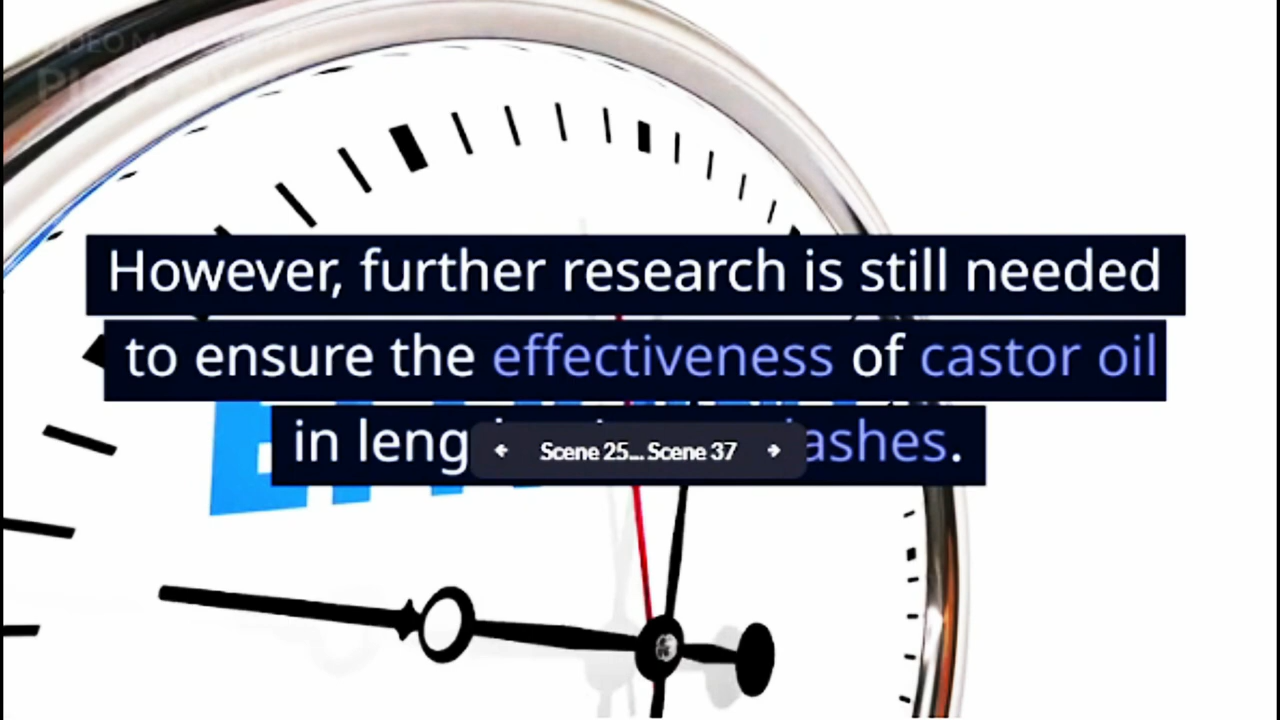 However, further research is still needed
to ensure the effectiveness of castor oil
in leng lashes.
Scene 25... Scene 37